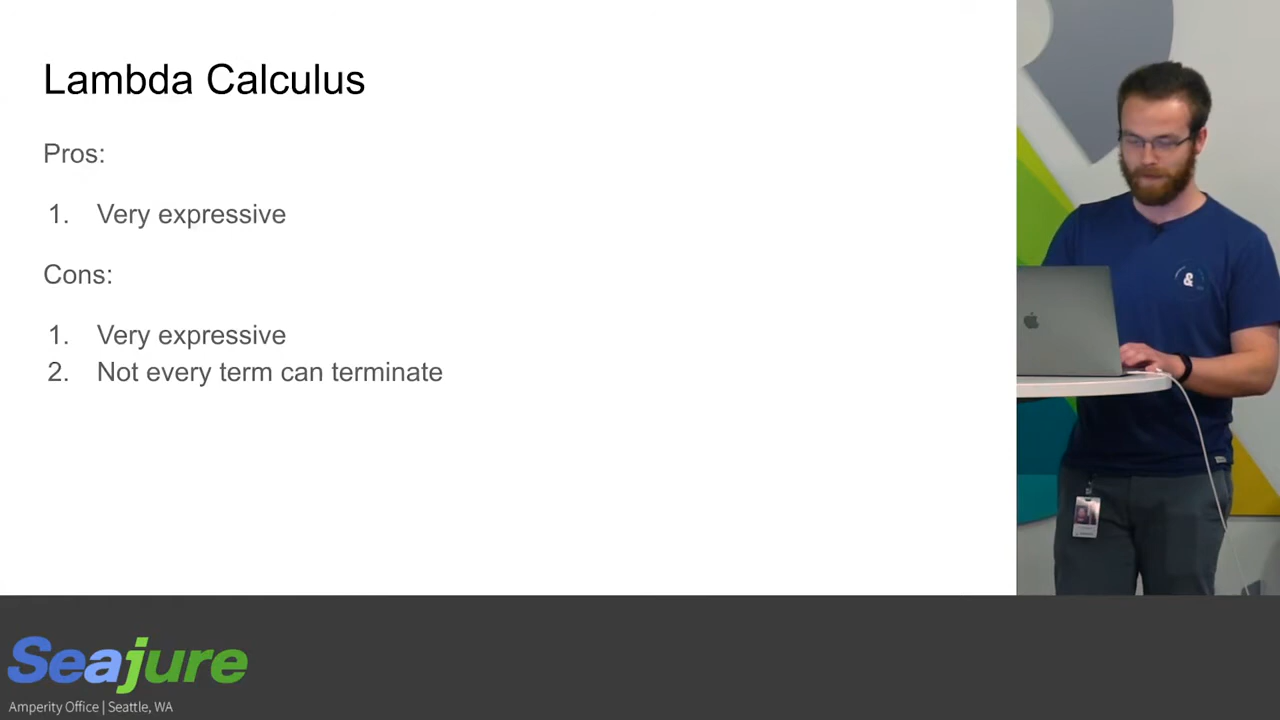 Lambda Calculus
Pros:
1. Very expressive
Cons:
1. Very expressive
2. Not every term can terminate
&
Seajure
Amperity Office | Seattle, WA